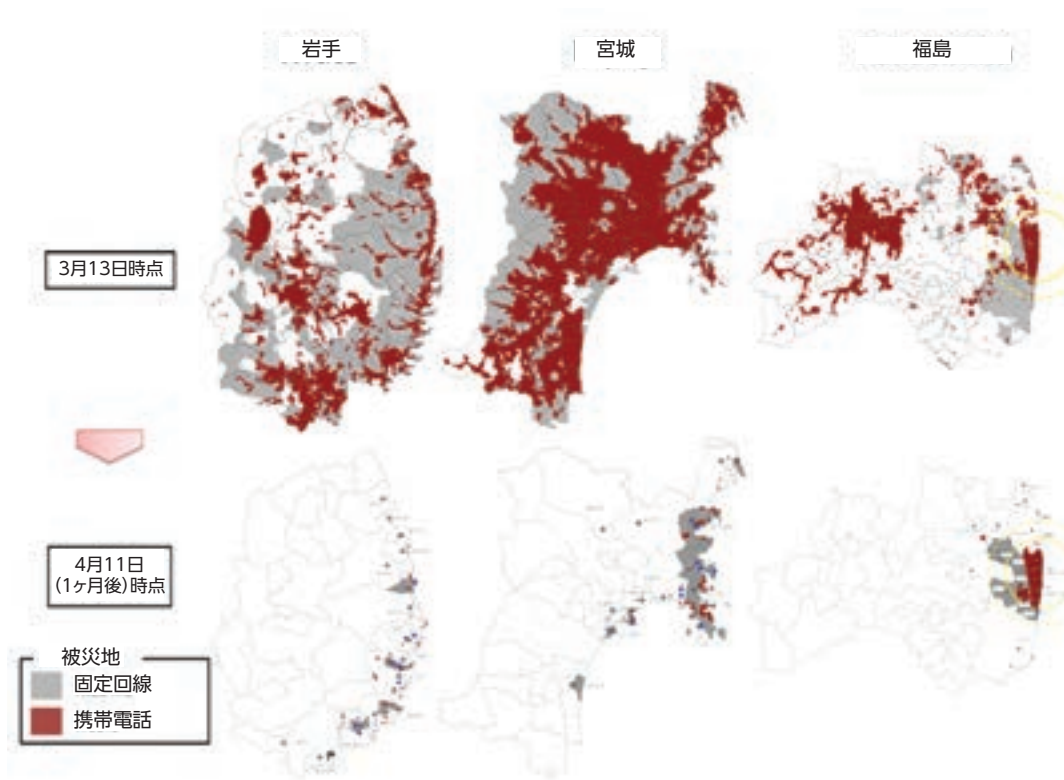 岩手
宮城
福島
3月13日時点
4月11日
(1ヶ月後)時点
被災地
固定回線
携帯電話